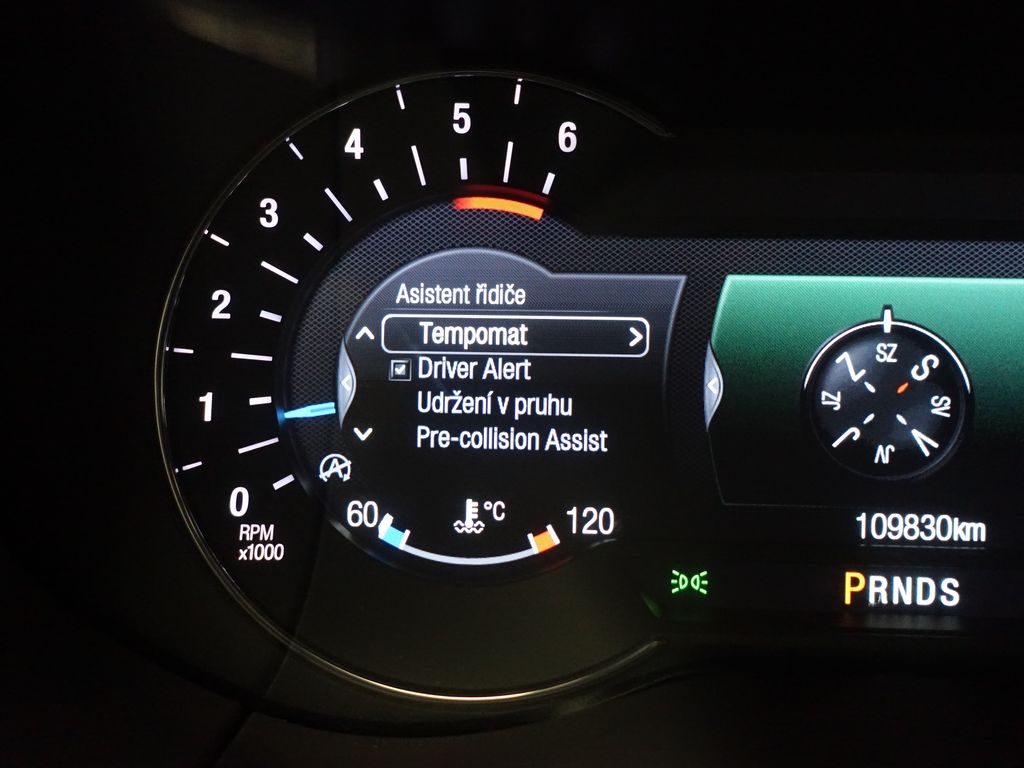 6
5
4
3
2
1
0
RPM
x1000
Asistent řidiče
Tempomat
Driver Alert
Udržení v pruhu
Pre-collision Assist
60
°C
120
SZ
S
SV
V
JV
J
JZ
Z
109830km
PRNDS